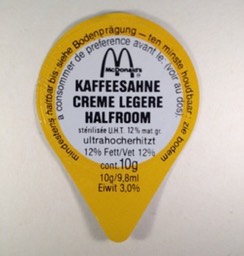 mindestens haltbar bis: siehe Bodenprägung – ten minste houdbaar: zie bodem
a consommer de preference avant le: (voir au dos)
McDonald's
KAFFEESAHNE
CREME LEGERE
HALFROOM
stérilisée U.H.T. 12% mat gr.
ultrahocherhitzt
12% Fett/Vet 12%
cont. 10g
10g/9,8ml
Eiwit 3,0%